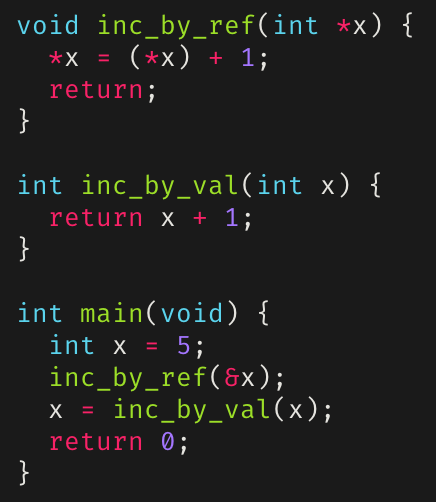 void inc_by_ref(int *x) {
  *x = (*x) + 1;
  return;
}

int inc_by_val(int x) {
  return x + 1;
}

int main(void) {
  int x = 5;
  inc_by_ref(&x);
  x = inc_by_val(x);
  return 0;
}